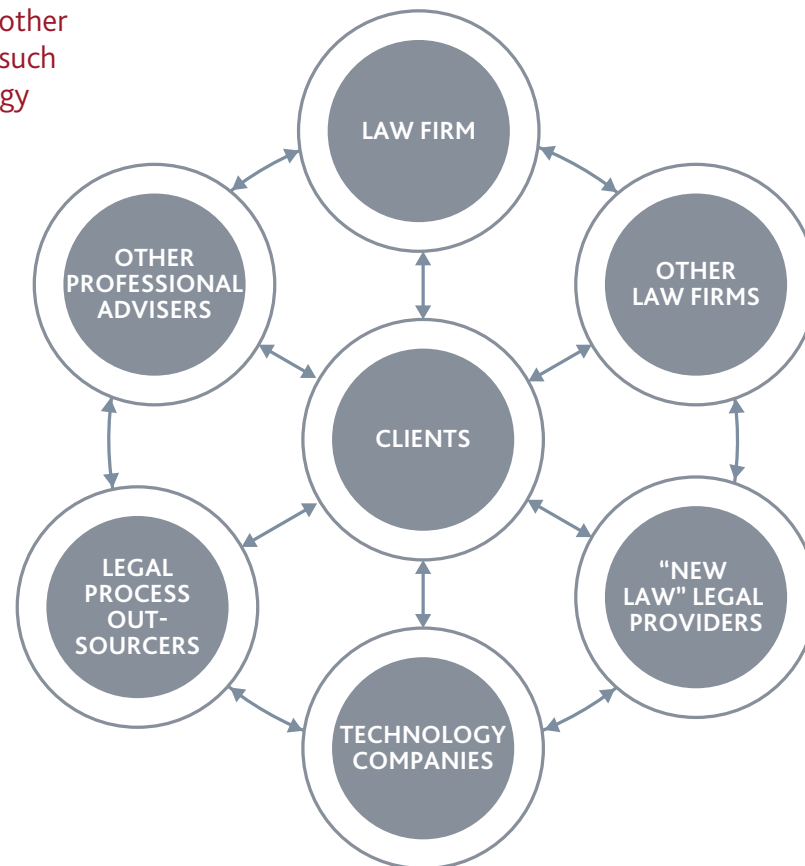 other
such
gy
LAW FIRM
OTHER
PROFESSIONAL
ADVISERS
OTHER
LAW FIRMS
CLIENTS
LEGAL
PROCESS
OUT-
SOURCERS
“NEW
LAW” LEGAL
PROVIDERS
TECHNOLOGY
COMPANIES